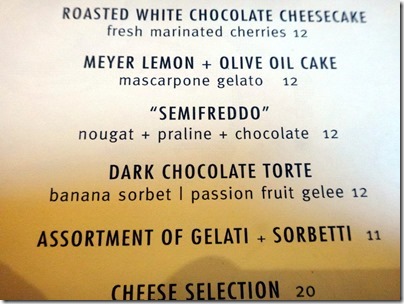 ROASTED WHITE CHOCOLATE CHEESECAKE
fresh marinated cherries 12
MEYER LEMON + OLIVE OIL CAKE
mascarpone gelato 12
“SEMIFREDDO”
nougat + praline + chocolate 12
DARK CHOCOLATE TORTE
banana sorbet | passion fruit gelee 12
ASSORTMENT OF GELATI + SORBETTI 11
CHEESE SELECTION 20